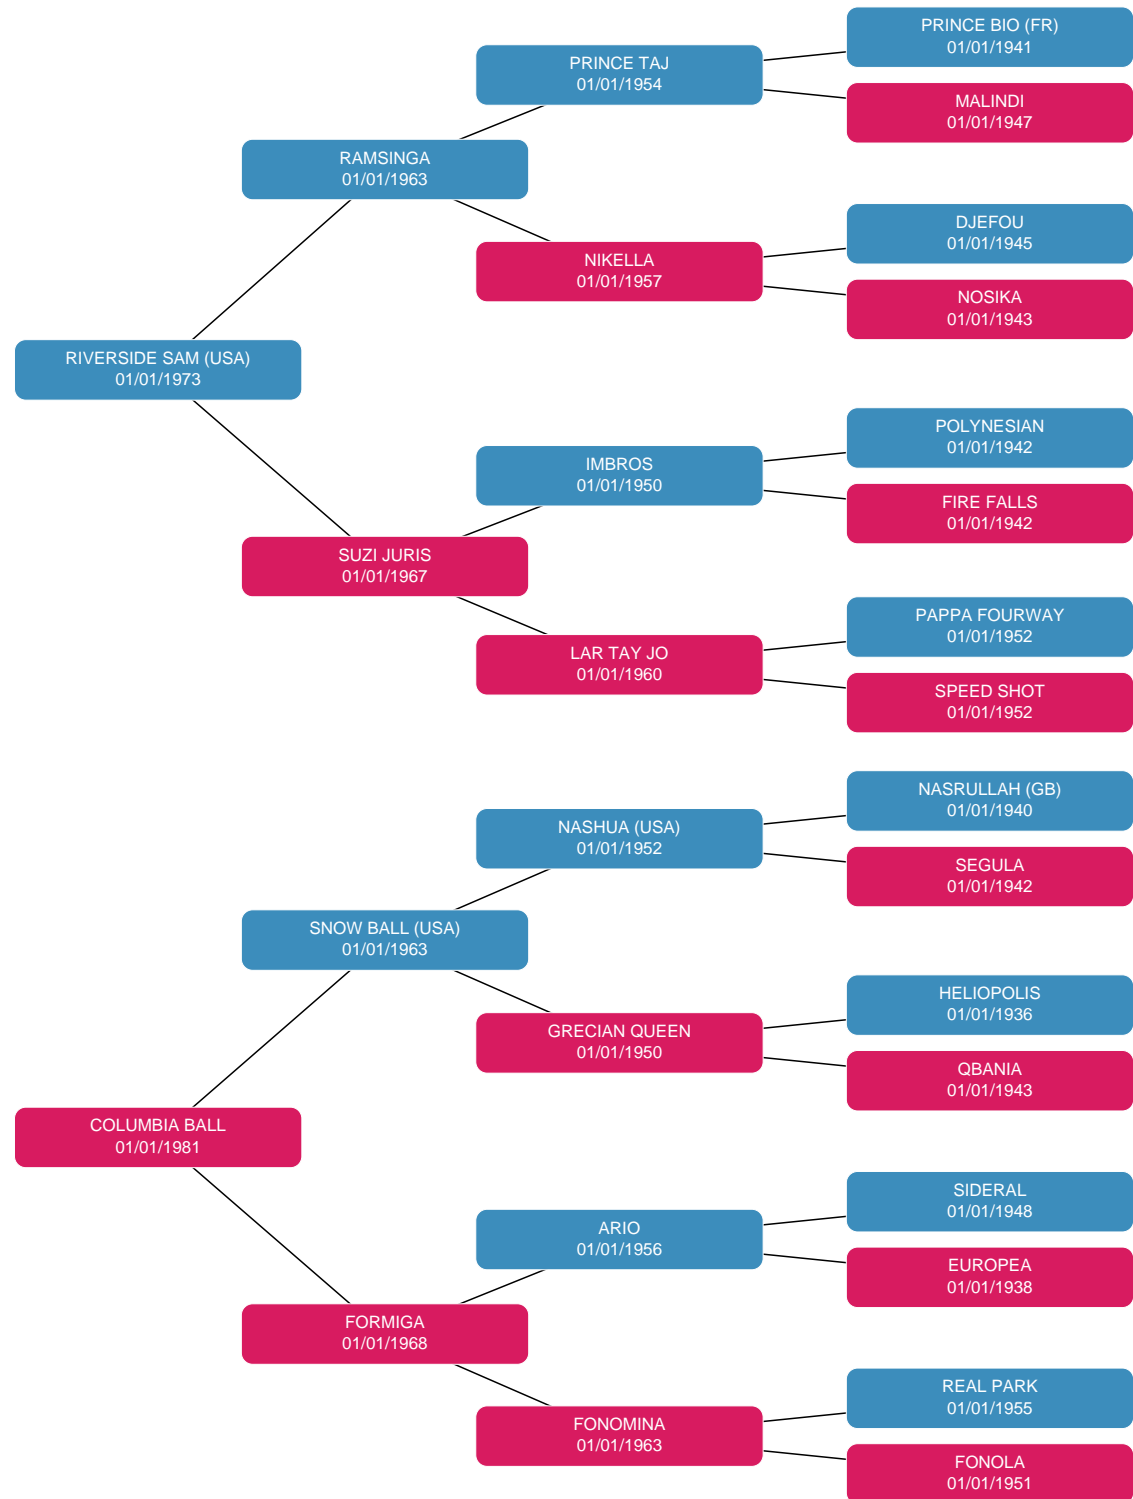 PRINCE BIO (FR)
01/01/1941
PRINCE TAJ
01/01/1954
MALINDI
01/01/1947
RAMSINGA
01/01/1963
DJEFOU
01/01/1945
NIKELLA
01/01/1957
NOSIKA
01/01/1943
RIVERSIDE SAM (USA)
01/01/1973
POLYNESIAN
01/01/1942
IMBROS
01/01/1950
FIRE FALLS
01/01/1942
SUZI JURIS
01/01/1967
PAPPA FOURWAY
01/01/1952
LAR TAY JO
01/01/1960
SPEED SHOT
01/01/1952
NASRULLAH (GB)
01/01/1940
NASHUA (USA)
01/01/1952
SEGULA
01/01/1942
SNOW BALL (USA)
01/01/1963
HELIOPOLIS
01/01/1936
GRECIAN QUEEN
01/01/1950
QBANIA
01/01/1943
COLUMBIA BALL
01/01/1981
SIDERAL
01/01/1948
ARIO
01/01/1956
EUROPEA
01/01/1938
FORMIGA
01/01/1968
REAL PARK
01/01/1955
FONOMINA
01/01/1963
FONOLA
01/01/1951